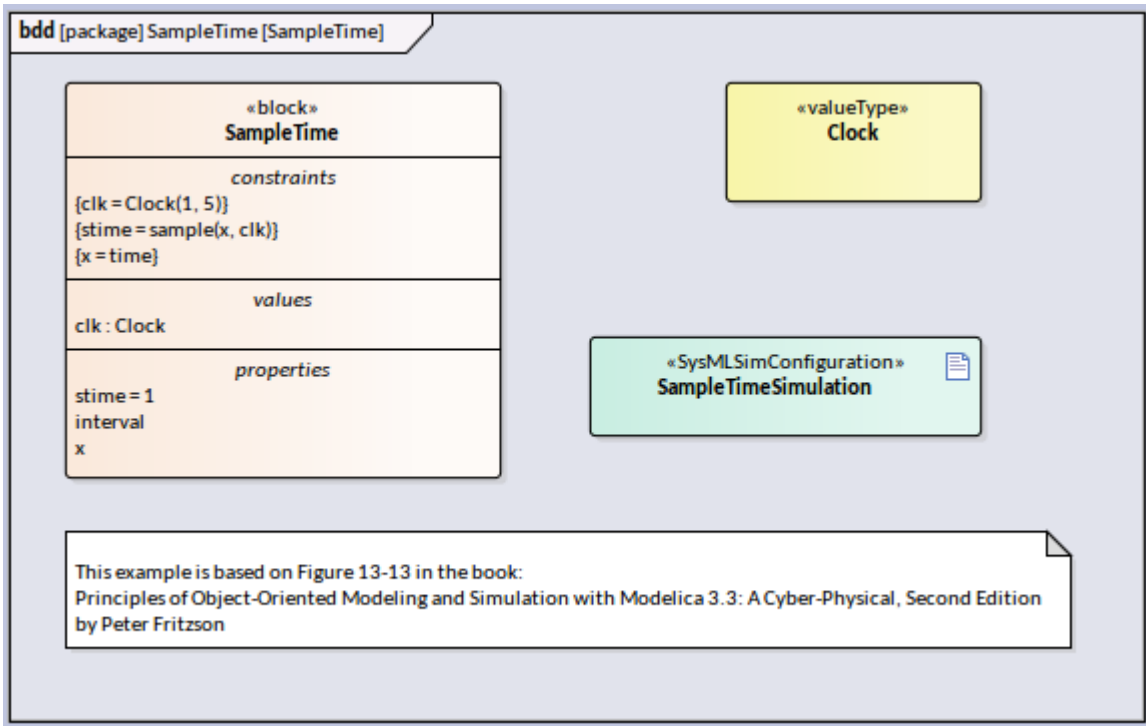 bdd [package] SampleTime [SampleTime]
«block»
SampleTime
constraints
{clk = Clock(1, 5)}
{stime = sample(x, clk)}
{x = time}
values
clk : Clock
properties
stime = 1
interval
x
«valueType»
Clock
«SysMLSimConfiguration»
SampleTimeSimulation
This example is based on Figure 13-13 in the book:
Principles of Object-Oriented Modeling and Simulation with Modelica 3.3: A Cyber-Physical, Second Edition
by Peter Fritzson